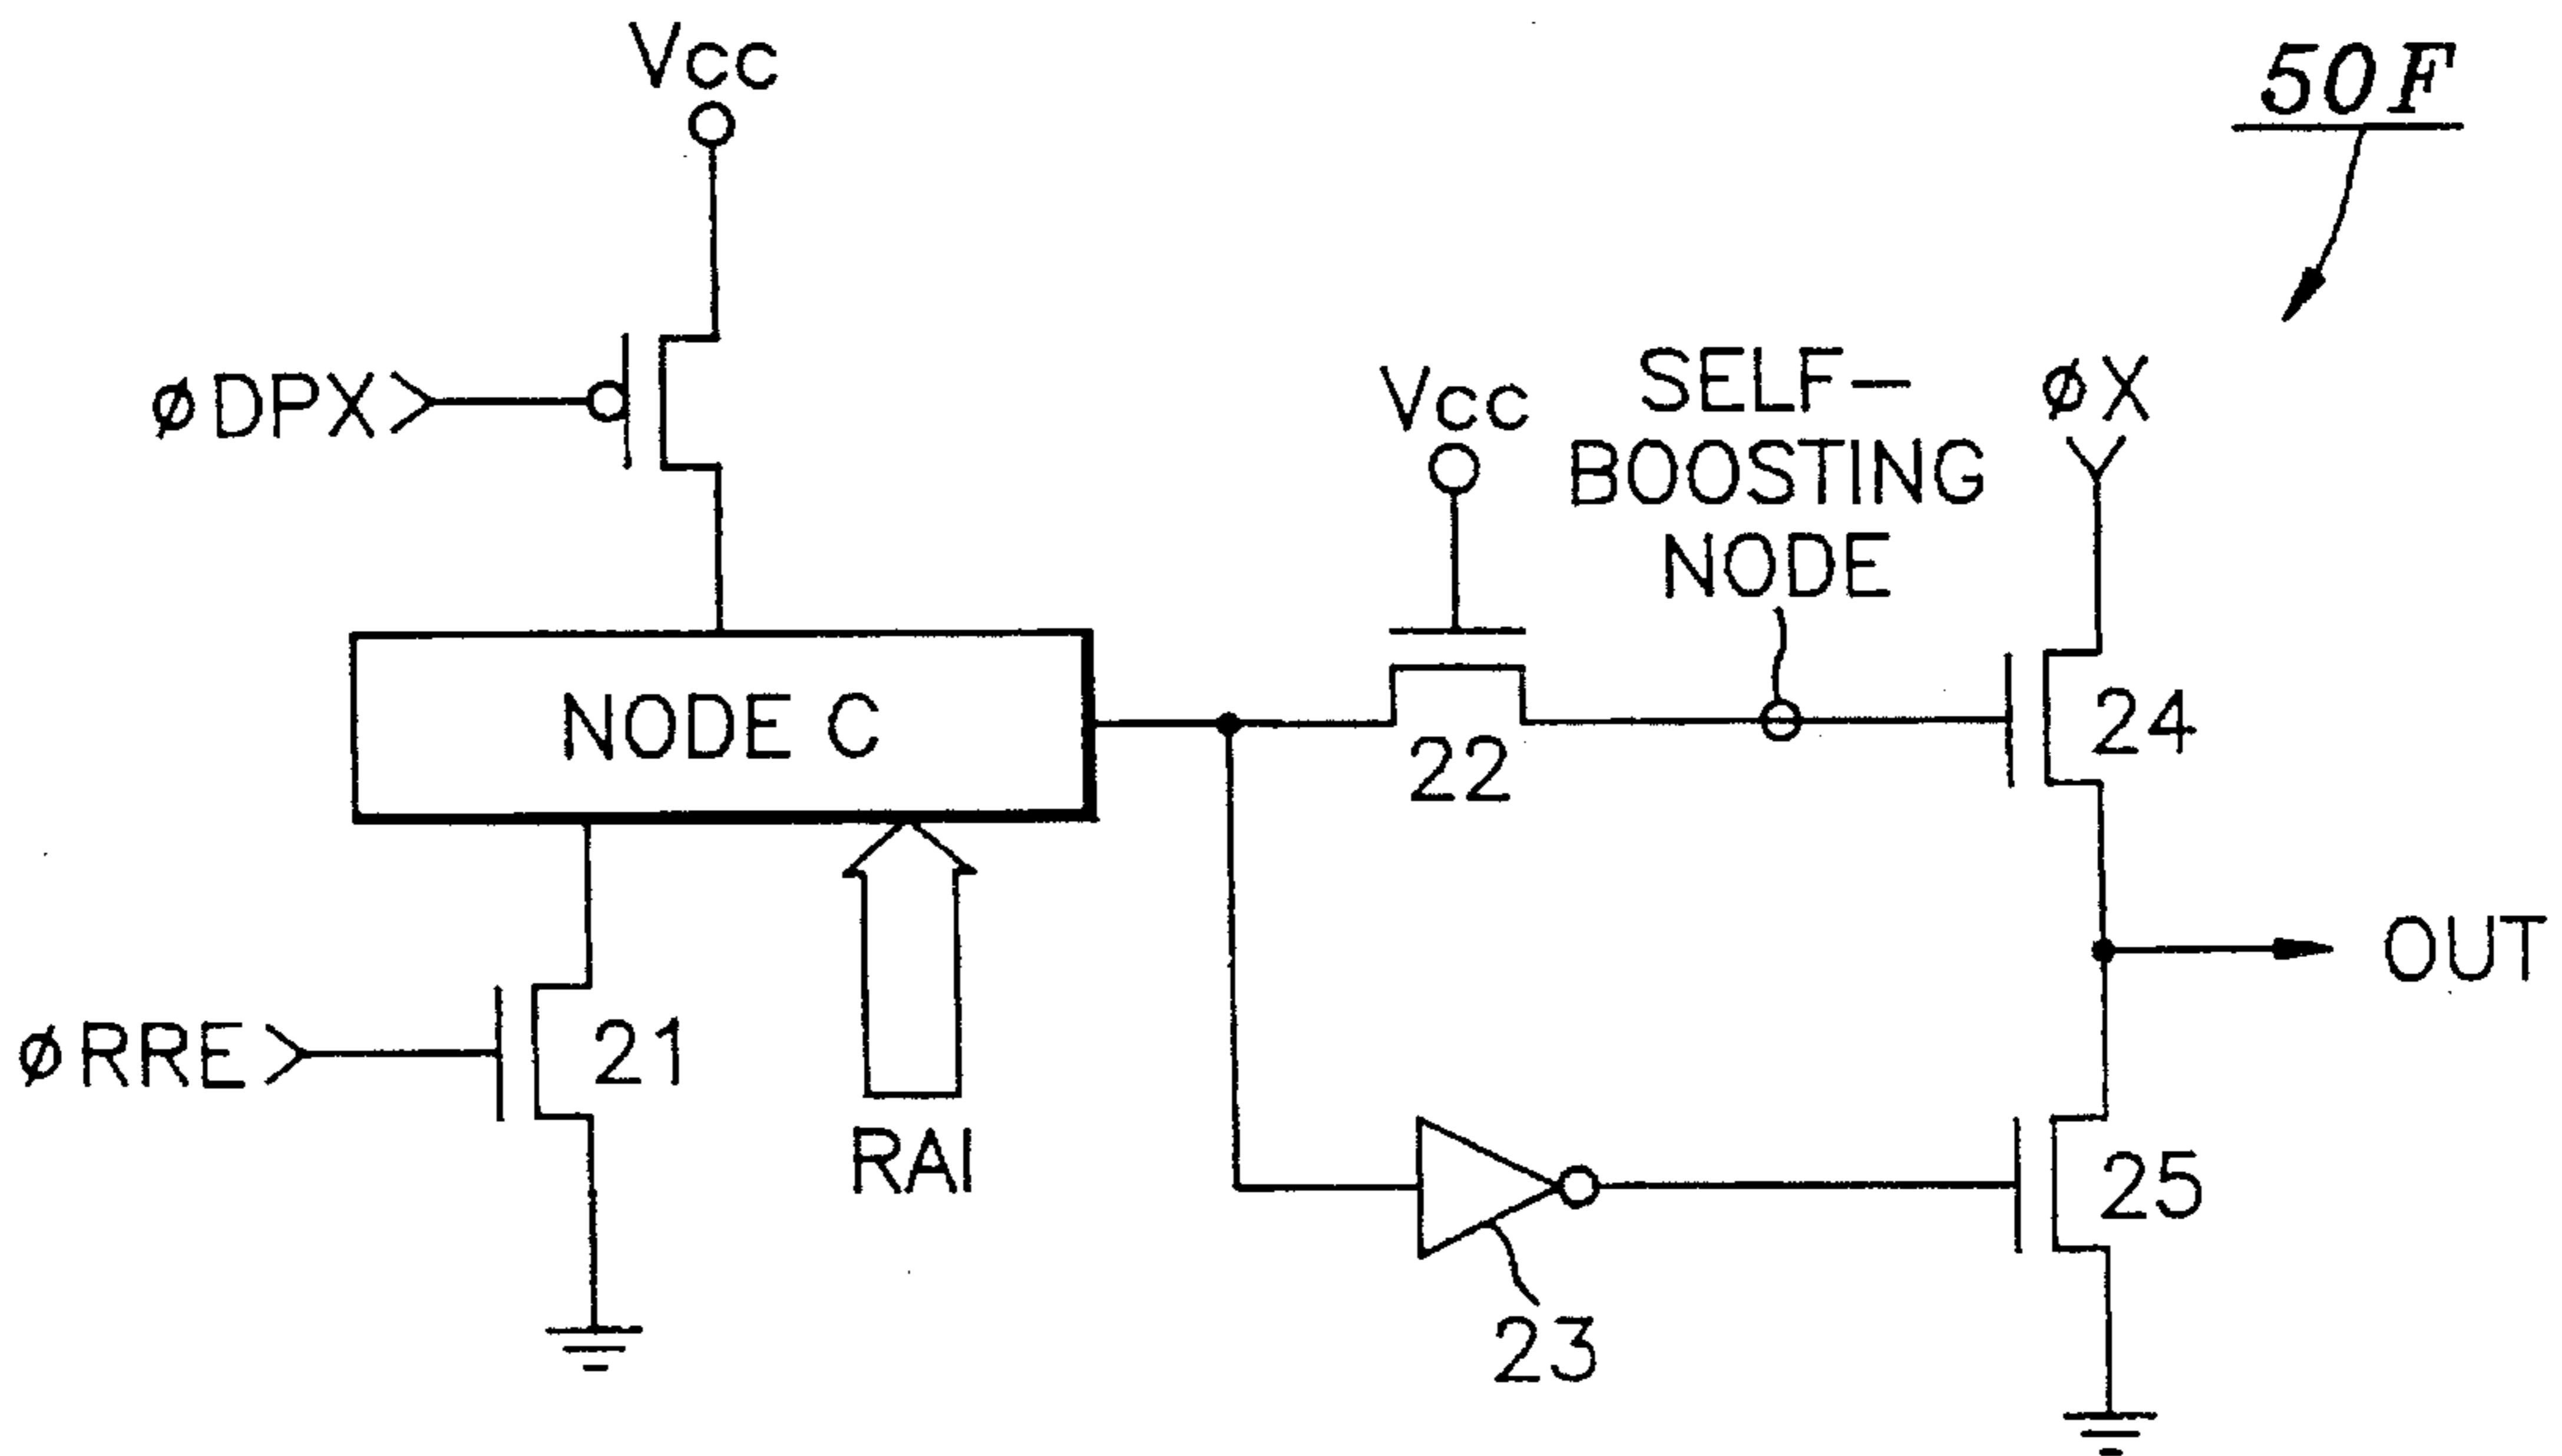 Vcc
50F
øDPX
Vcc
SELF-
BOOSTING
NODE
øX
NODE C
22
24
OUT
øRRE
21
RAI
25
23